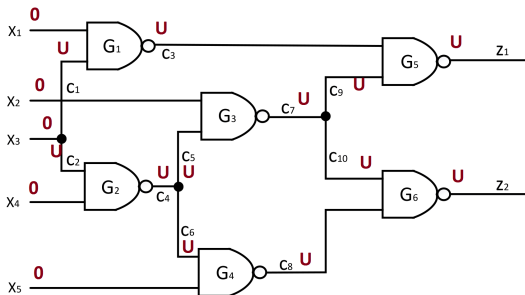 0 U
X₁ G₁ C₃ U G₅ U Z₁
U
0 C₁ U C₉ U
X₂ G₃ C₇
0
X₃
U C₂ U C₅ U C₁₀ U U
0 G₂ C₄ G₆ Z₂
X₄
C₆ U
0 G₄ C₈ U
X₅